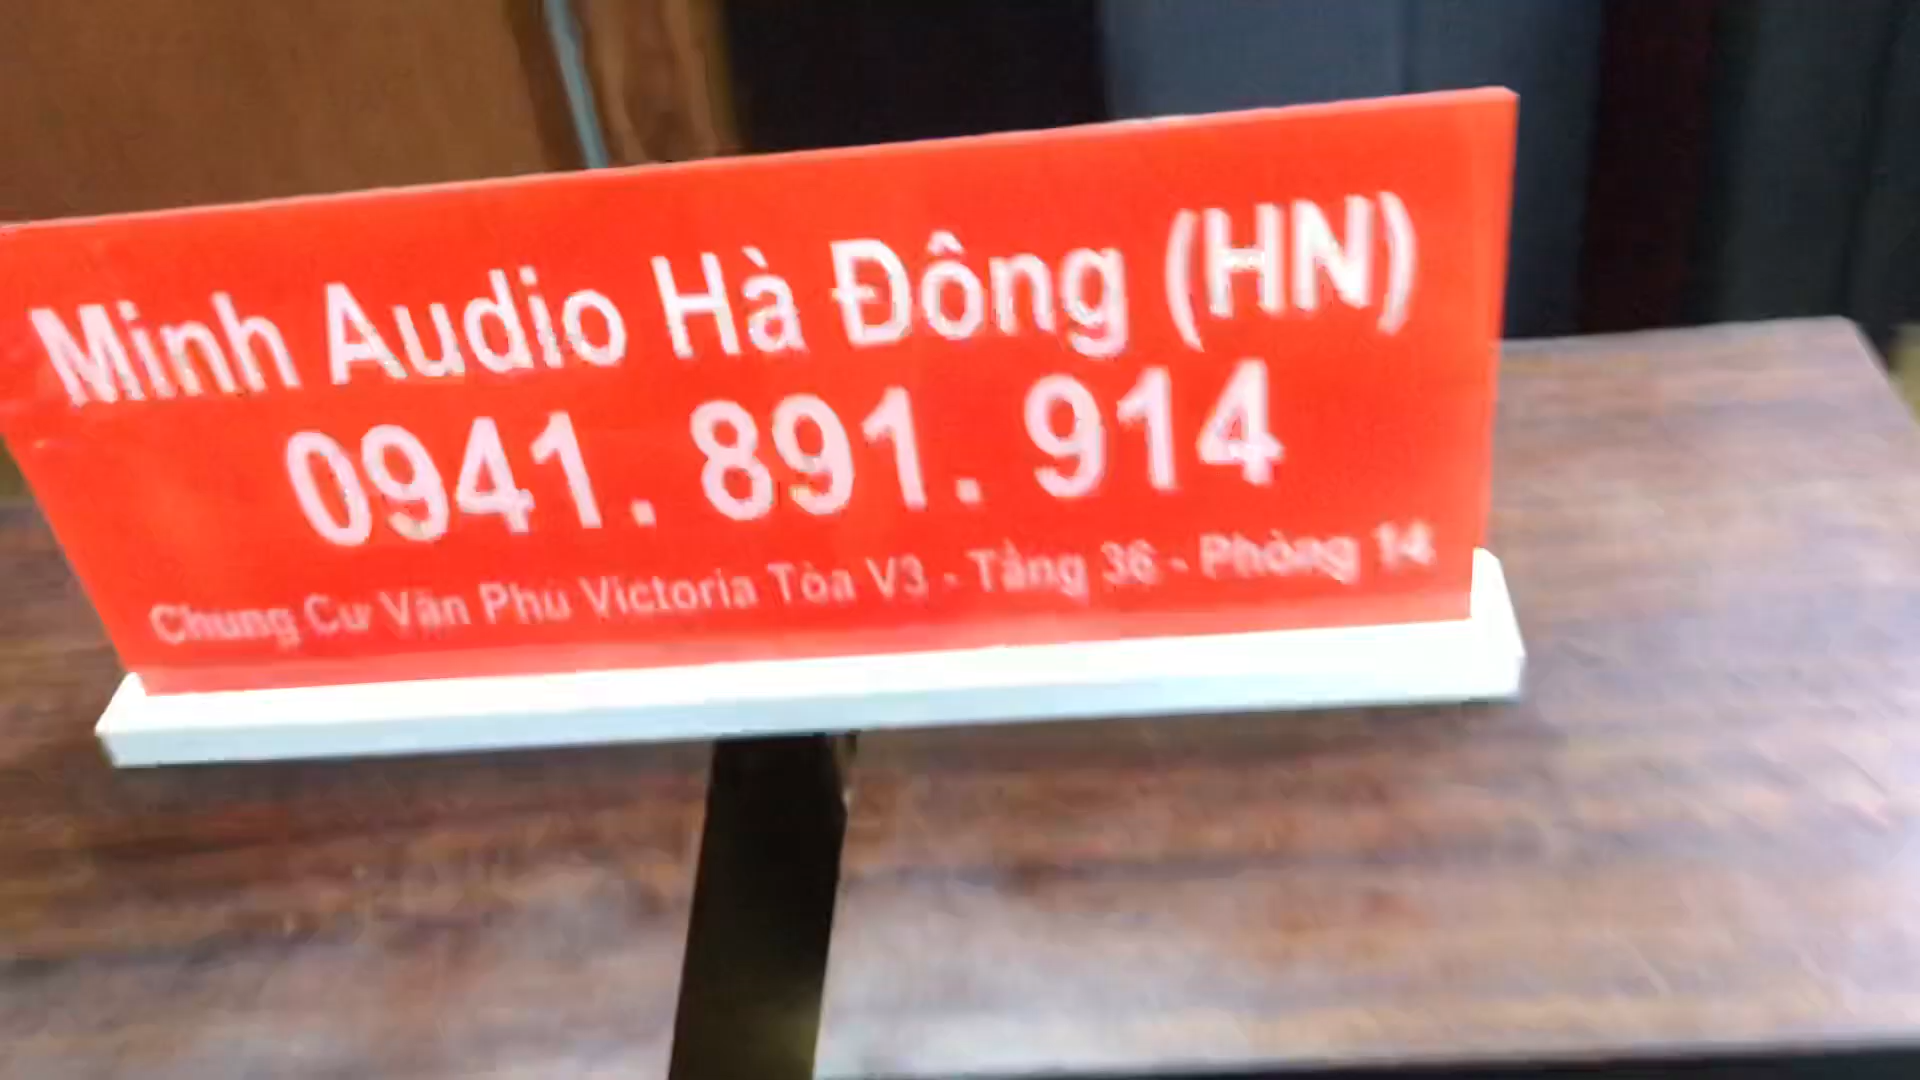 Minh Audio Hà Đông (HN)
0941. 891. 914
Chung Cư Văn Phú Victoria Tòa V3 - Tầng 36 - Phòng 14